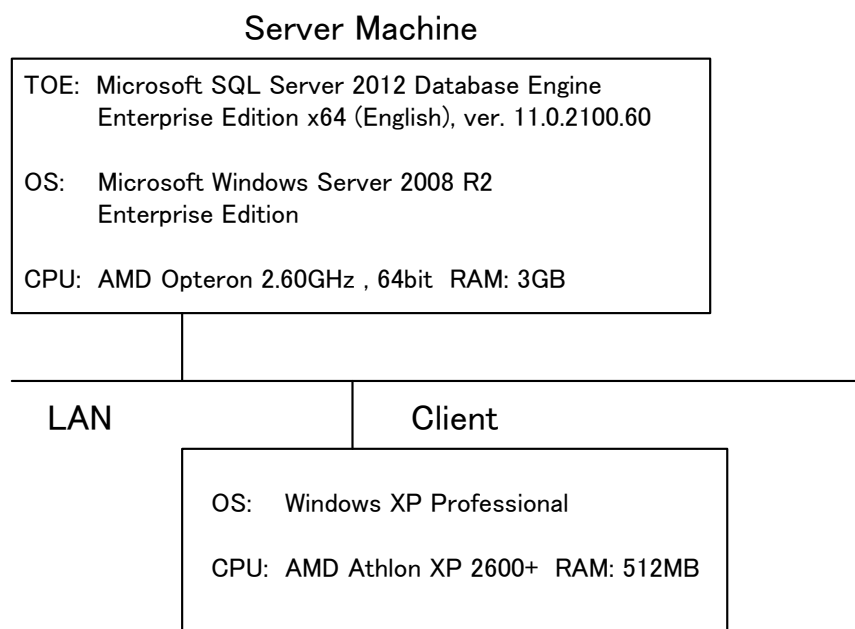 Server Machine
TOE: Microsoft SQL Server 2012 Database Engine
Enterprise Edition x64 (English), ver. 11.0.2100.60
OS: Microsoft Windows Server 2008 R2
Enterprise Edition
CPU: AMD Opteron 2.60GHz , 64bit RAM: 3GB
LAN
Client
OS: Windows XP Professional
CPU: AMD Athlon XP 2600+ RAM: 512MB